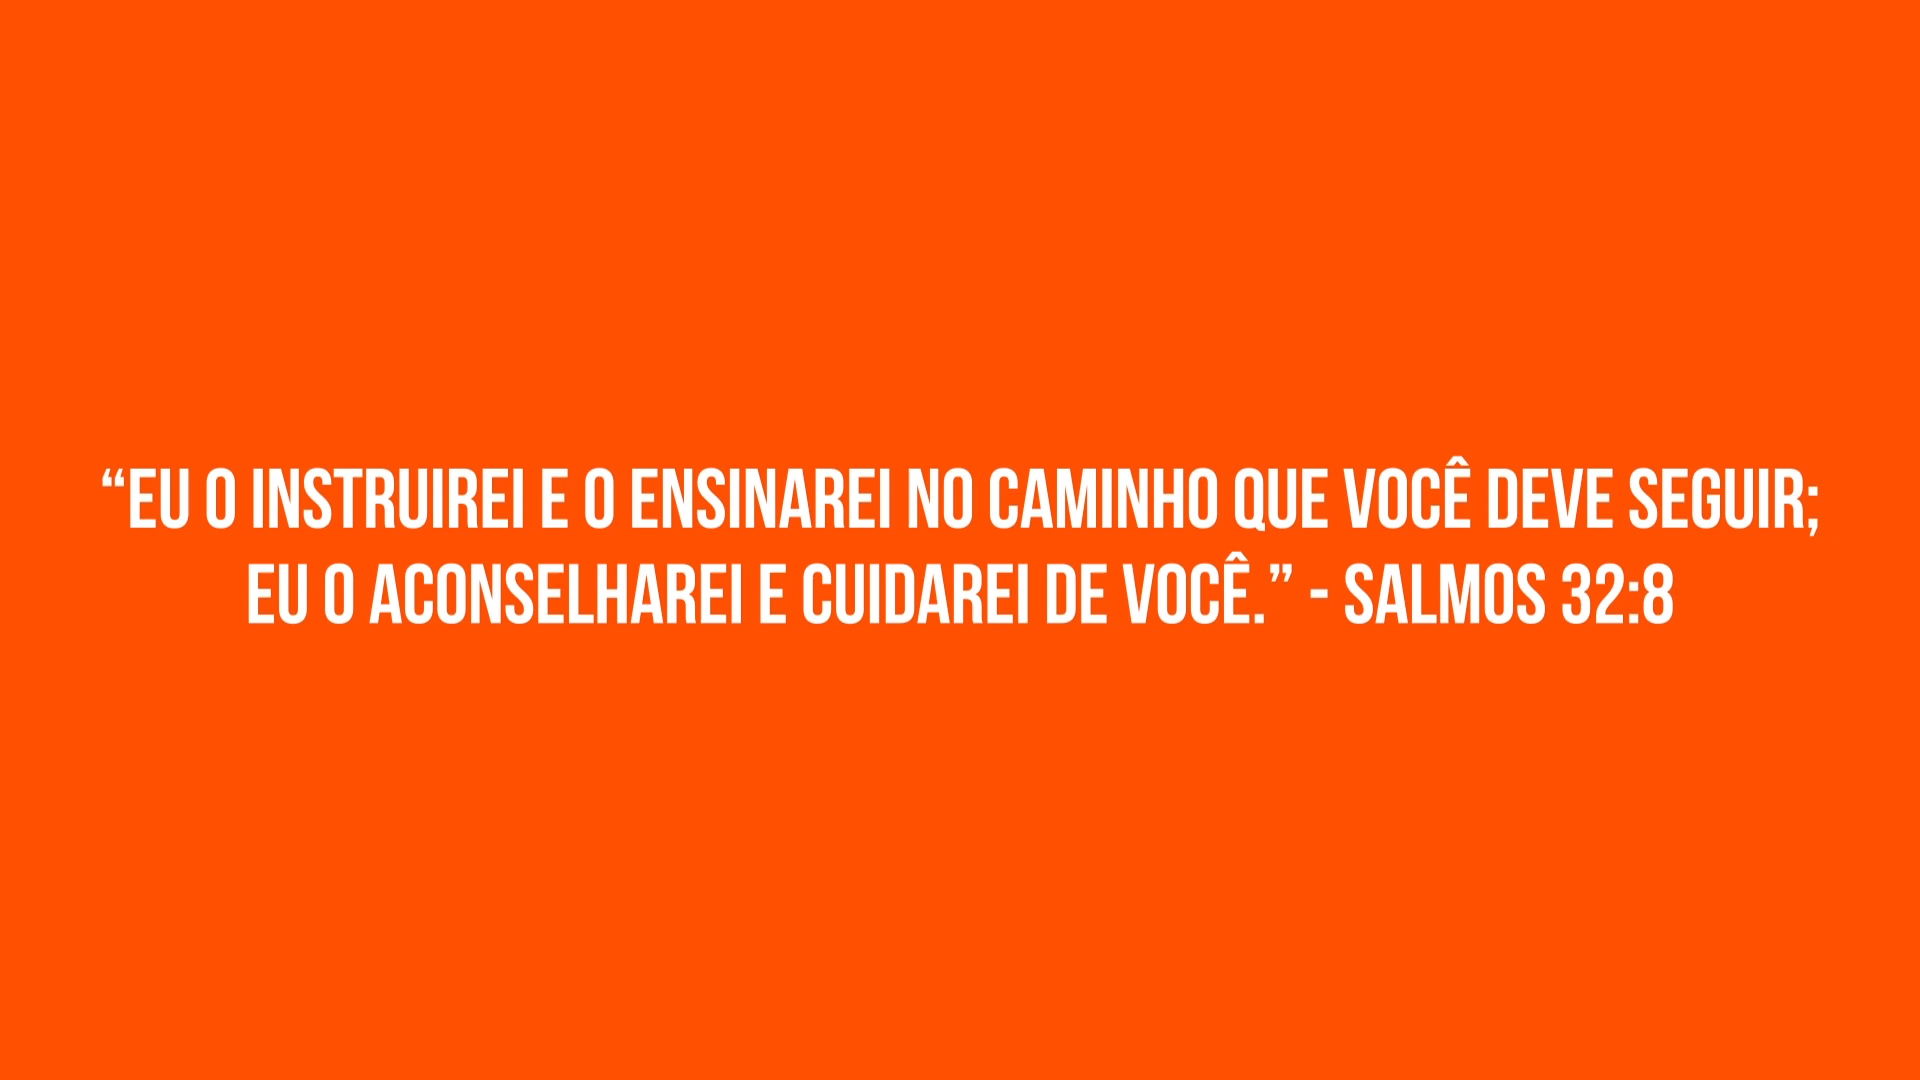 “EU O INSTRUIREI E O ENSINAREI NO CAMINHO QUE VOCÊ DEVE SEGUIR;
EU O ACONSELHAREI E CUIDAREI DE VOCÊ.” - SALMOS 32:8